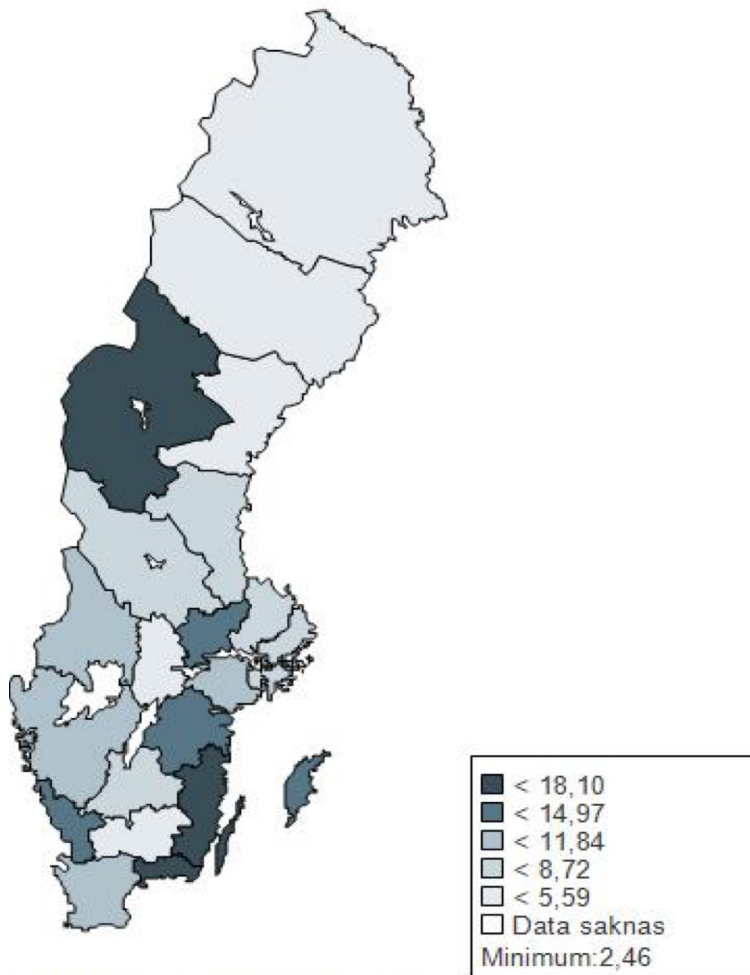 < 18,10
< 14,97
< 11,84
< 8,72
< 5,59
Data saknas
Minimum:2,46